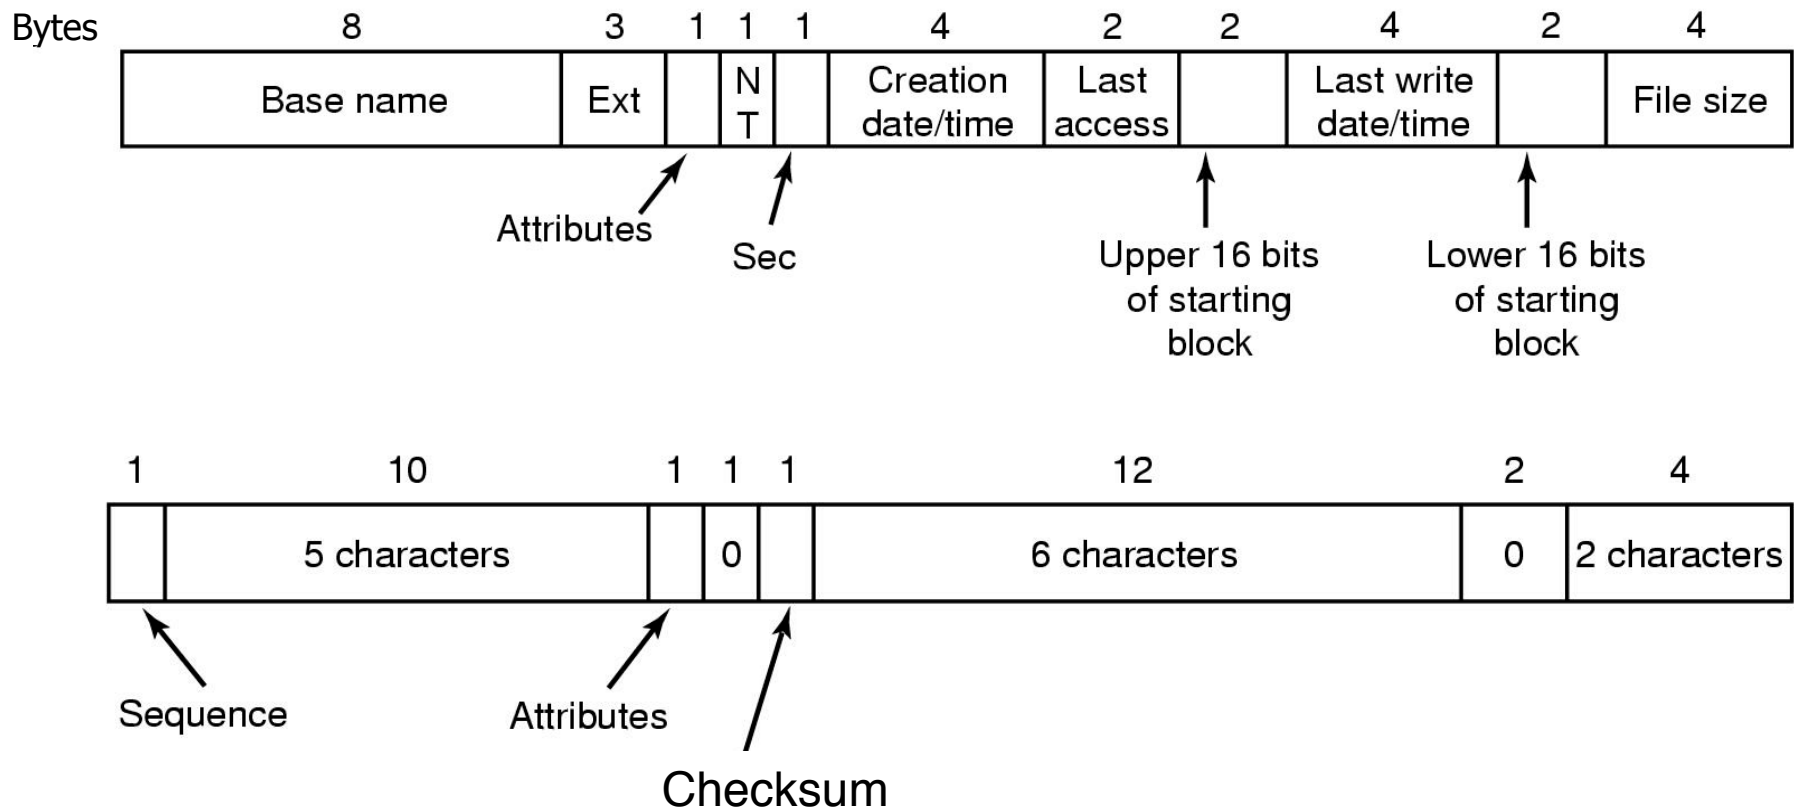 Bytes 8 3 1 1 1 4 2 2 4 2 4
Base name Ext N T Creation date/time Last access Last write date/time File size
Attributes
Sec
Upper 16 bits
of starting
block
Lower 16 bits
of starting
block
1 10 1 1 1 12 2 4
5 characters 0 6 characters 0 2 characters
Sequence
Attributes
Checksum